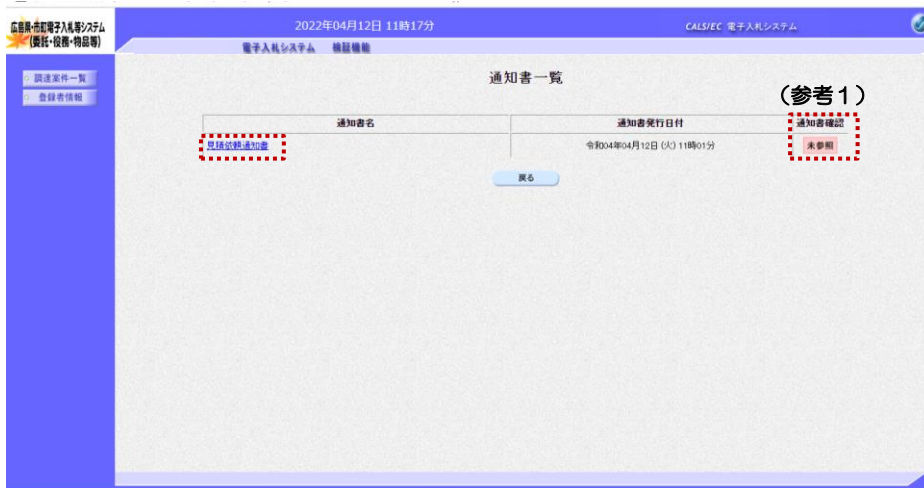 広島県・市町電子入札等システム
(委託・役務・物品等)
2022年04月12日 11時17分
CALS/EC 電子入札システム
電子入札システム 検証機能
調達案件一覧
登録者情報
通知書一覧
(参考1)
通知書名 通知書発行日付 通知書確認
見積依頼通知書 令和04年04月12日 (火) 11時01分 未参照
戻る